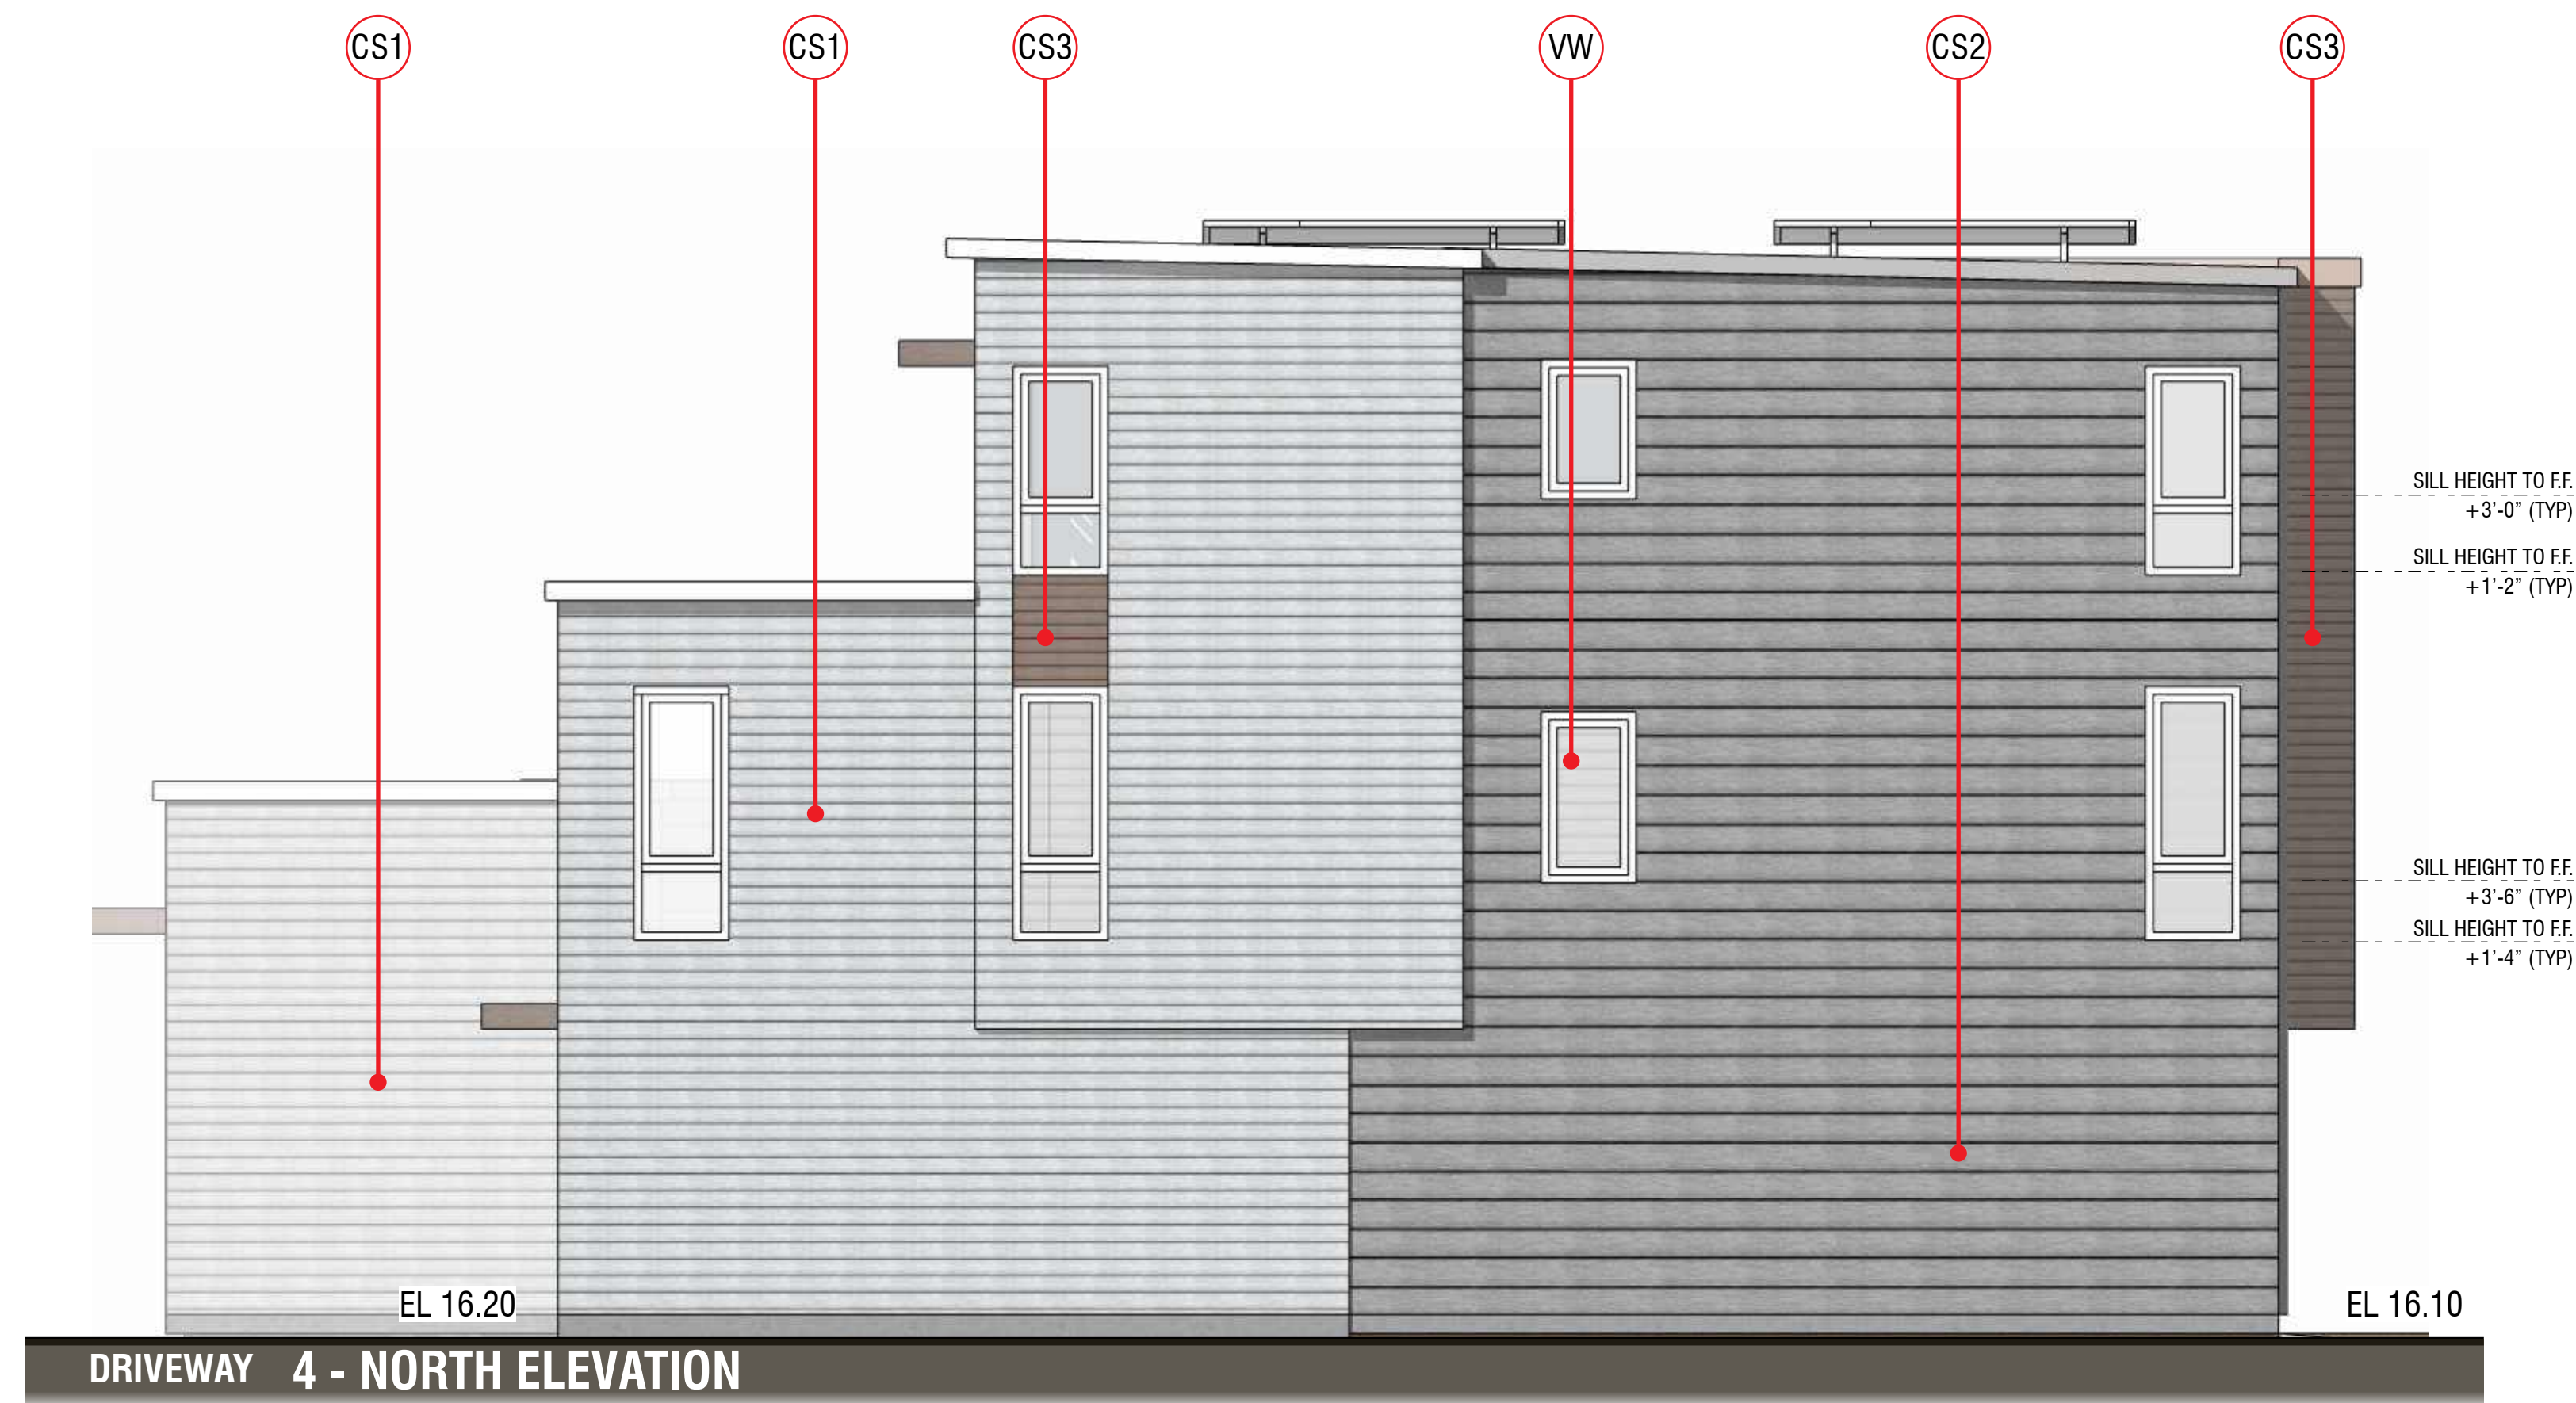 CS1
CS1
CS3
VW
CS2
CS3
SILL HEIGHT TO F.F.
+3'-0” (TYP)
SILL HEIGHT TO F.F.
+1'-2” (TYP)
SILL HEIGHT TO F.F.
+3'-6” (TYP)
SILL HEIGHT TO F.F.
+1'-4” (TYP)
EL 16.20
EL 16.10
DRIVEWAY 4 - NORTH ELEVATION